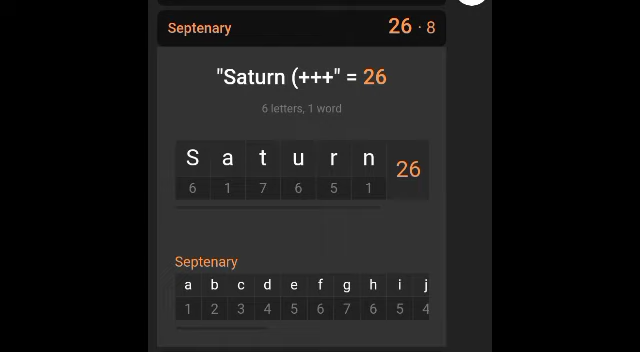 Septenary 26 · 8
"Saturn (+++" = 26
6 letters, 1 word
S a t u r n 26
6 1 7 6 5 1
Septenary
a b c d e f g h i j
1 2 3 4 5 6 7 6 5 4